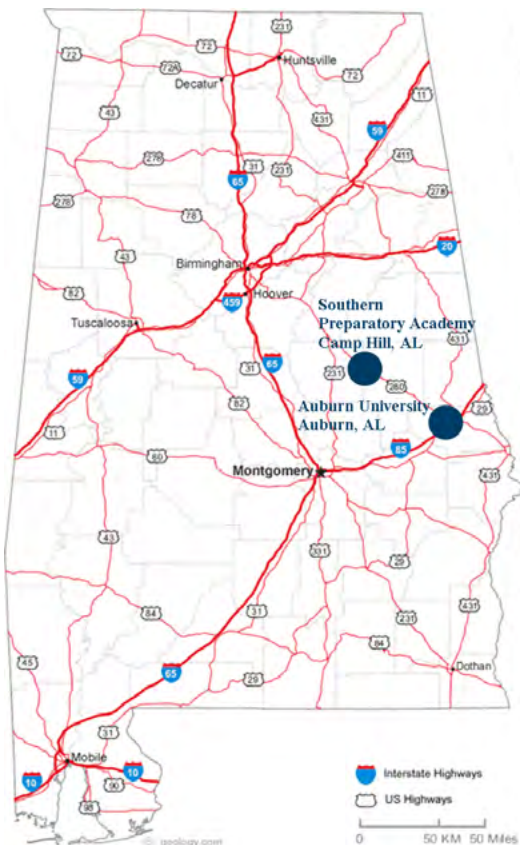 231
72
72
Huntsville
72A
Decatur
72
11
43
431
59
31
278
231
411
65
278
278
78
20
Birmingham
43
459
Hoover
82
Southern
Preparatory Academy
Camp Hill, AL
431
Tuscaloosa
65
31
231
280
59
Auburn University
Auburn, AL
29
82
11
85
80
Montgomery
431
43
331
29
84
31
231
431
84
45
65
29
Dothan
31
Mobile
10
10
90
98
Interstate Highways
US Highways
0 50 KM 50 Miles
geology.com